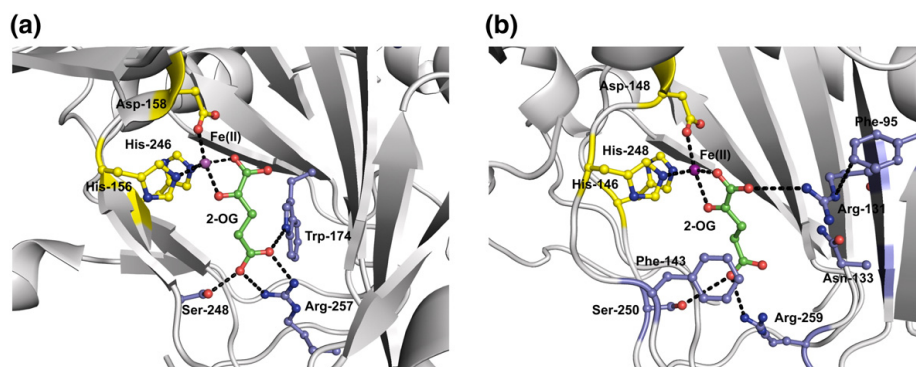 (a)
Asp-158
Fe(II)
His-246
His-156
2-OG
Trp-174
Ser-248
Arg-257
(b)
Asp-148
Phe-95
Fe(II)
His-248
His-146
Arg-131
2-OG
Phe-143
Asn-133
Ser-250
Arg-259